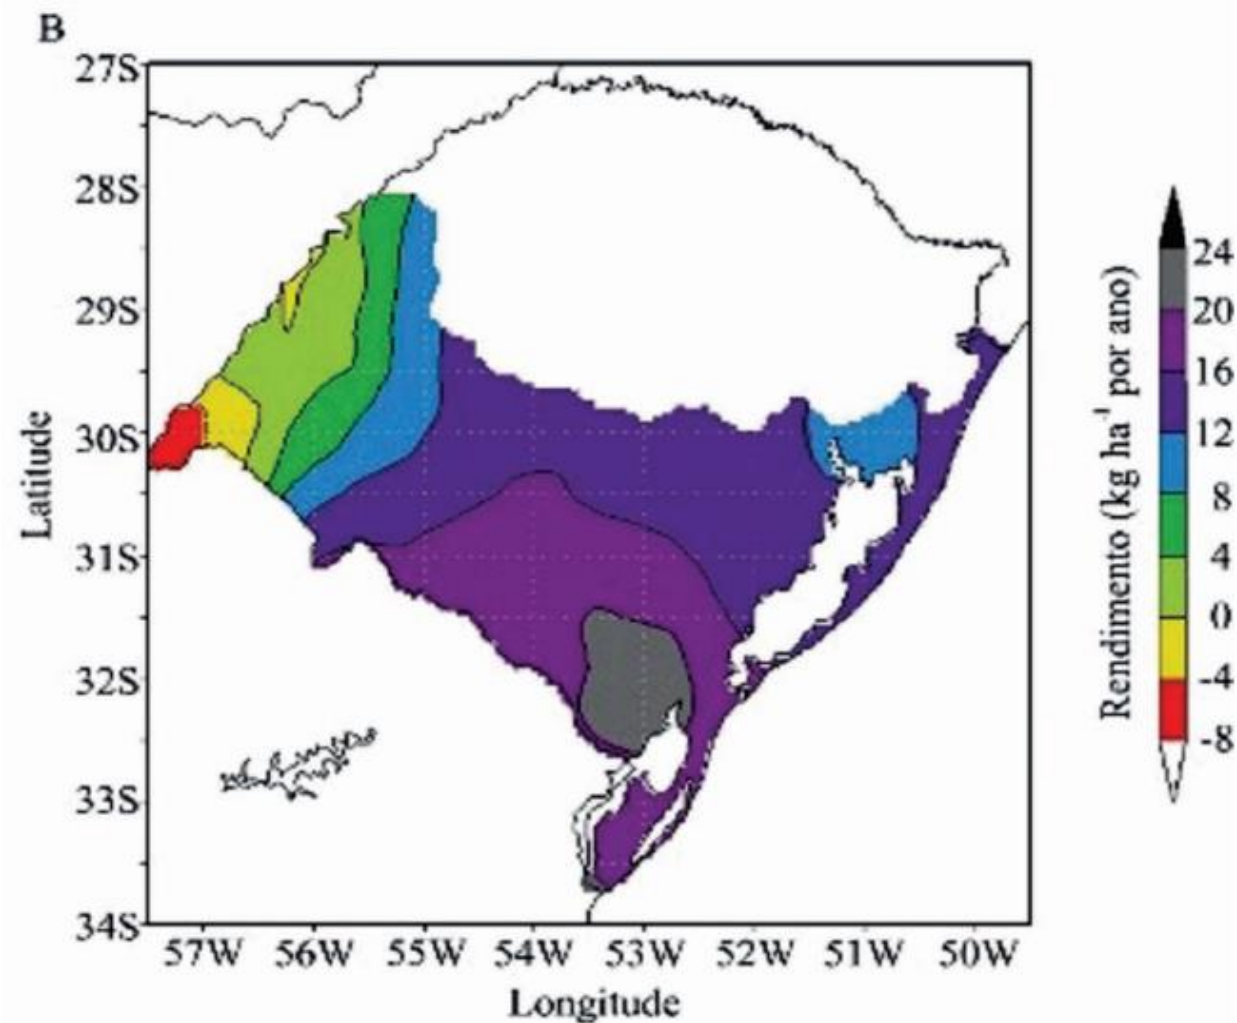 B
27S
28S
29S
30S
31S
32S
33S
34S
Latitude
57W 56W 55W 54W 53W 52W 51W 50W
Longitude
24
20
16
12
8
4
0
-4
-8
Rendimento (kg ha⁻¹ por ano)